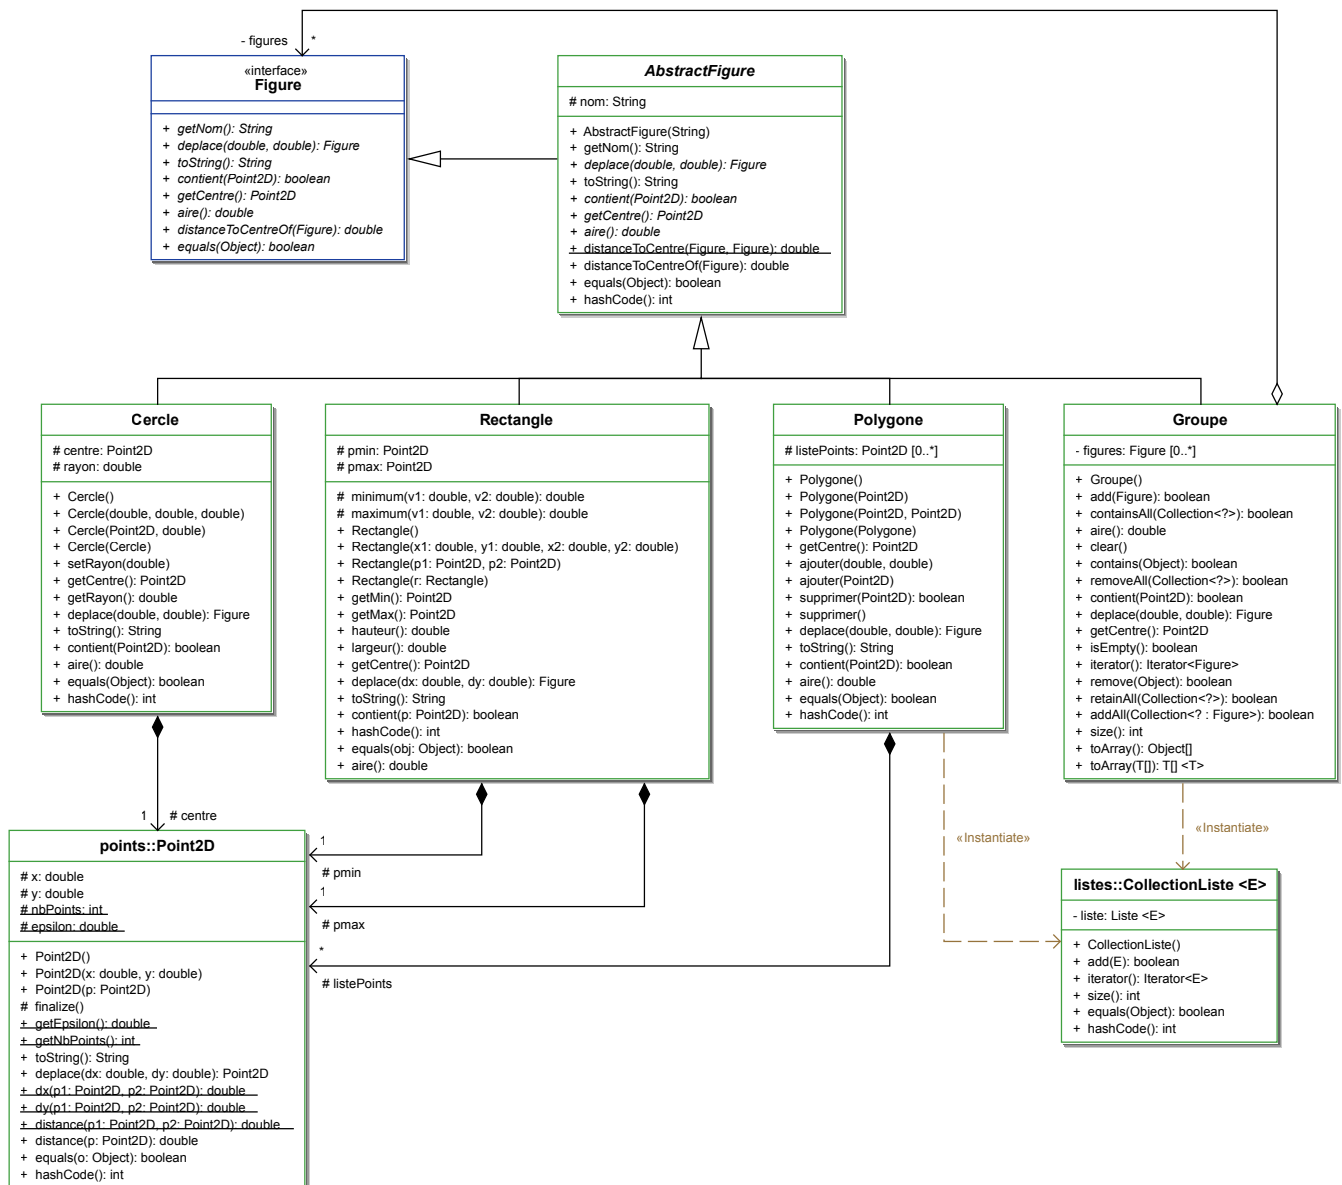 - figures *
«interface»
Figure
+ getNom(): String
+ deplace(double, double): Figure
+ toString(): String
+ contient(Point2D): boolean
+ getCentre(): Point2D
+ aire(): double
+ distanceToCentreOf(Figure): double
+ equals(Object): boolean
AbstractFigure
# nom: String
+ AbstractFigure(String)
+ getNom(): String
+ deplace(double, double): Figure
+ toString(): String
+ contient(Point2D): boolean
+ getCentre(): Point2D
+ aire(): double
+ distanceToCentre(Figure, Figure): double
+ distanceToCentreOf(Figure): double
+ equals(Object): boolean
+ hashCode(): int
Cercle
# centre: Point2D
# rayon: double
+ Cercle()
+ Cercle(double, double, double)
+ Cercle(Point2D, double)
+ Cercle(Cercle)
+ setRayon(double)
+ getCentre(): Point2D
+ getRayon(): double
+ deplace(double, double): Figure
+ toString(): String
+ contient(Point2D): boolean
+ aire(): double
+ equals(Object): boolean
+ hashCode(): int
Rectangle
# pmin: Point2D
# pmax: Point2D
# minimum(v1: double, v2: double): double
# maximum(v1: double, v2: double): double
+ Rectangle()
+ Rectangle(x1: double, y1: double, x2: double, y2: double)
+ Rectangle(p1: Point2D, p2: Point2D)
+ Rectangle(r: Rectangle)
+ getMin(): Point2D
+ getMax(): Point2D
+ hauteur(): double
+ largeur(): double
+ getCentre(): Point2D
+ deplace(dx: double, dy: double): Figure
+ toString(): String
+ contient(p: Point2D): boolean
+ hashCode(): int
+ equals(obj: Object): boolean
+ aire(): double
Polygone
# listePoints: Point2D [0..*]
+ Polygone()
+ Polygone(Point2D)
+ Polygone(Point2D, Point2D)
+ Polygone(Polygone)
+ getCentre(): Point2D
+ ajouter(double, double)
+ ajouter(Point2D)
+ supprimer(Point2D): boolean
+ supprimer()
+ deplace(double, double): Figure
+ toString(): String
+ contient(Point2D): boolean
+ aire(): double
+ equals(Object): boolean
+ hashCode(): int
Groupe
- figures: Figure [0..*]
+ Groupe()
+ add(Figure): boolean
+ containsAll(Collection<?>): boolean
+ aire(): double
+ clear()
+ contains(Object): boolean
+ removeAll(Collection<?>): boolean
+ contient(Point2D): boolean
+ deplace(double, double): Figure
+ getCentre(): Point2D
+ isEmpty(): boolean
+ iterator(): Iterator<Figure>
+ remove(Object): boolean
+ retainAll(Collection<?>): boolean
+ addAll(Collection<? : Figure>): boolean
+ size(): int
+ toArray(): Object[]
+ toArray(T[]): T[] <T>
1 # centre
1
# pmin
1
# pmax
*
# listePoints
«Instantiate»
«Instantiate»
points::Point2D
# x: double
# y: double
# nbPoints: int
# epsilon: double
+ Point2D()
+ Point2D(x: double, y: double)
+ Point2D(p: Point2D)
# finalize()
+ getEpsilon(): double
+ getNbPoints(): int
+ toString(): String
+ deplace(dx: double, dy: double): Point2D
+ dx(p1: Point2D, p2: Point2D): double
+ dy(p1: Point2D, p2: Point2D): double
+ distance(p1: Point2D, p2: Point2D): double
+ distance(p: Point2D): double
+ equals(o: Object): boolean
+ hashCode(): int
listes::CollectionListe <E>
- liste: Liste <E>
+ CollectionListe()
+ add(E): boolean
+ iterator(): Iterator<E>
+ size(): int
+ equals(Object): boolean
+ hashCode(): int